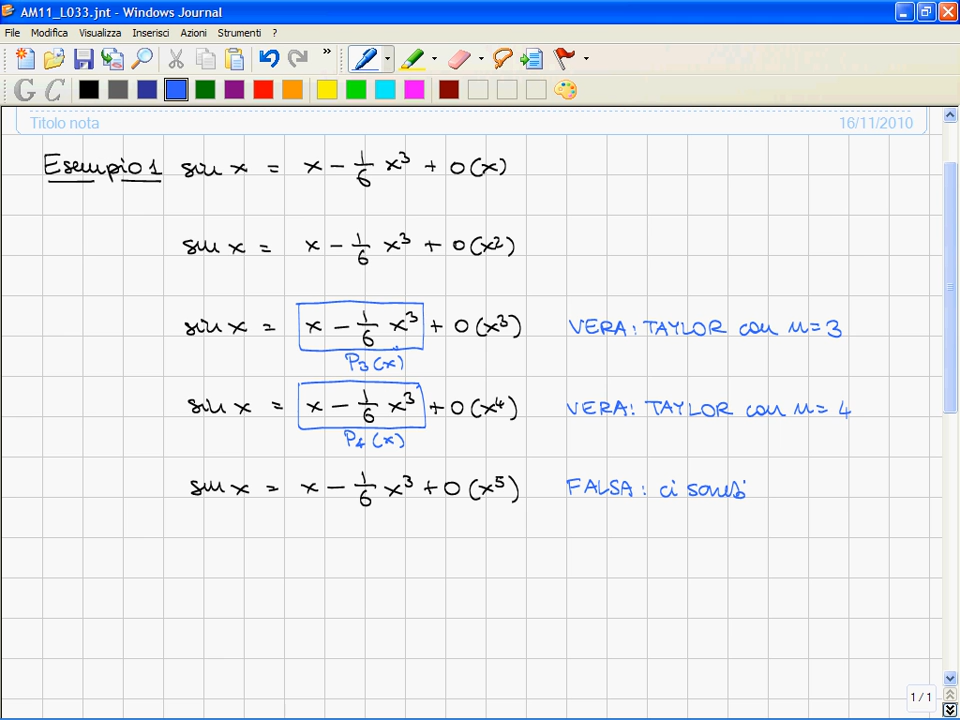 AM11_L033.jnt - Windows Journal
File Modifica Visualizza Inserisci Azioni Strumenti ?
»
G C
Titolo nota 16/11/2010
Esempio 1 sin x = x - 1/6 x³ + o(x)
sin x = x - 1/6 x³ + o(x²)
sin x = x - 1/6 x³ + o(x³) VERA: TAYLOR con n=3
P₃(x)
sin x = x - 1/6 x³ + o(x⁴) VERA: TAYLOR con n=4
P₄(x)
sin x = x - 1/6 x³ + o(x⁵) FALSA: ci
1 / 1